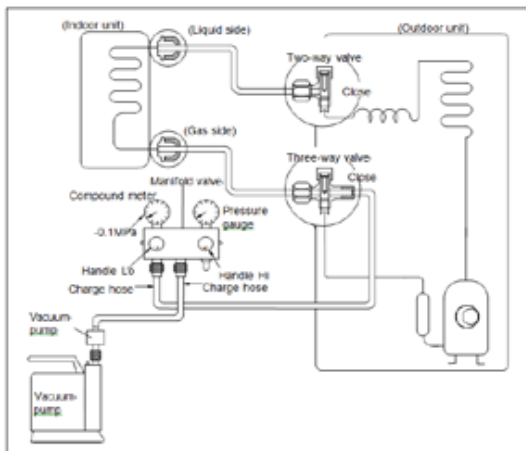 (Indoor unit)
(Liquid side)
(Outdoor unit)
Two-way valve
Close
(Gas side)
Three-way valve
Close
Manifold valve
Compound meter
Pressure
gauge
-0.1MPa
Handle Lo
Handle Hi
Charge hose
Charge hose
Vacuum-
pump
Vacuum-
pump